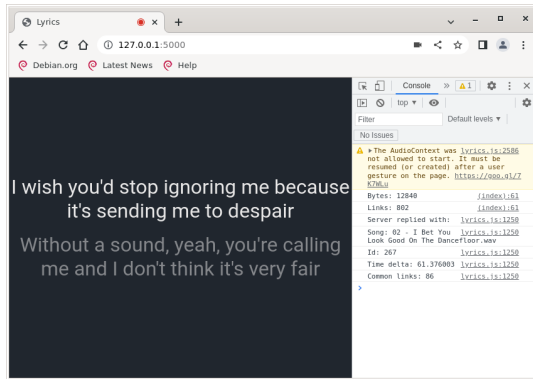 Lyrics
127.0.0.1:5000
Debian.org Latest News Help
I wish you'd stop ignoring me because
it's sending me to despair
Without a sound, yeah, you're calling
me and I don't think it's very fair
Console » 1
top ▼
Filter Default levels ▼
No Issues
The AudioContext was lyrics.js:2586
not allowed to start. It must be
resumed (or created) after a user
gesture on the page. https://goo.gl/7
K7WLu
Bytes: 12840 (index):61
Links: 802 (index):61
Server replied with: lyrics.js:1250
Song: 02 - I Bet You lyrics.js:1250
Look Good On The Dancefloor.wav
Id: 267 lyrics.js:1250
Time delta: 61.376003 lyrics.js:1250
Common links: 86 lyrics.js:1250